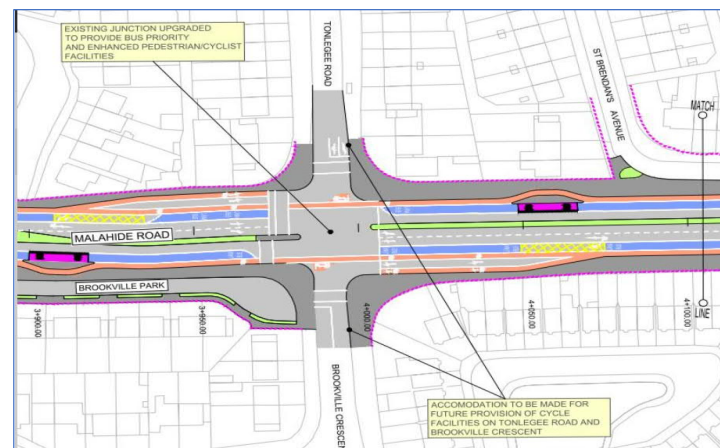 EXISTING JUNCTION UPGRADED
TO PROVIDE BUS PRIORITY
AND ENHANCED PEDESTRIAN/CYCLIST
FACILITIES
TONLEGEE ROAD
ST BRENDAN'S AVENUE
MATCH
LINE
MALAHIDE ROAD
BROOKVILLE PARK
3+900.00
3+950.00
4+000.00
4+050.00
4+100.00
BROOKVILLE CRESCENT
ACCOMODATION TO BE MADE FOR
FUTURE PROVISION OF CYCLE
FACILITIES ON TONLEGEE ROAD AND
BROOKVILLE CRESCENT